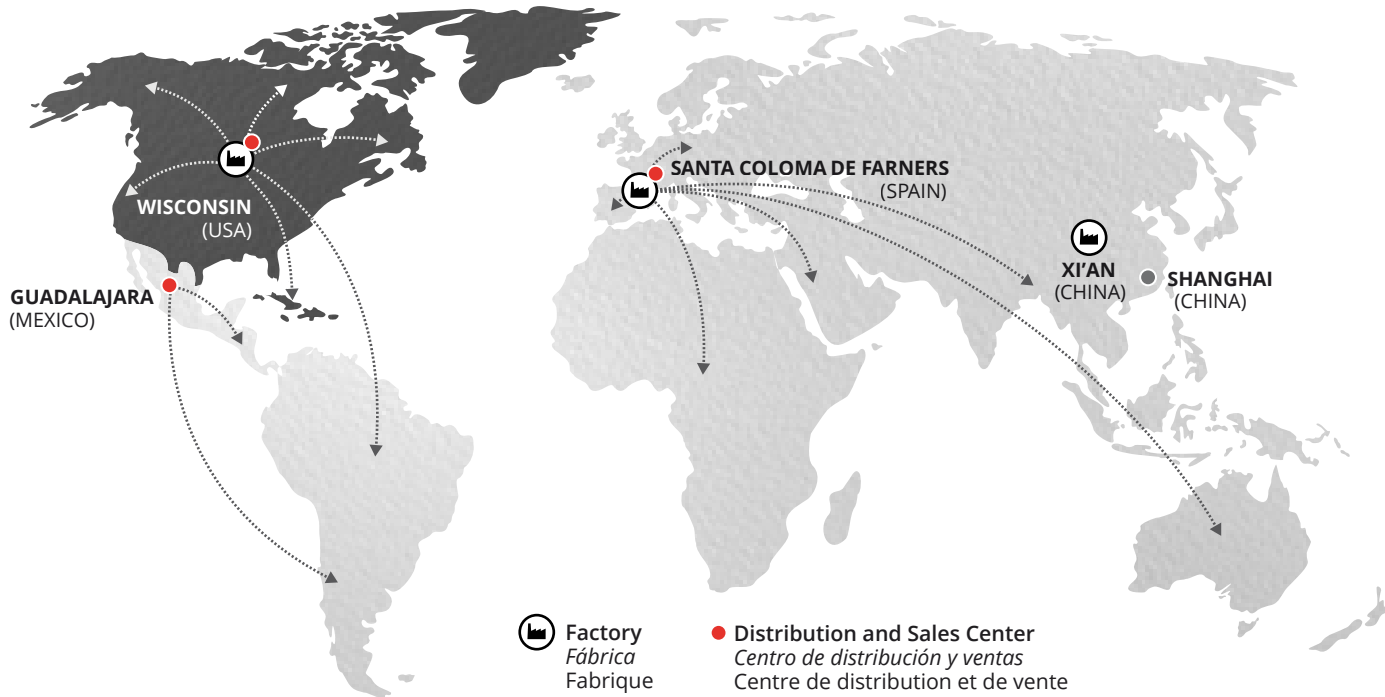 WISCONSIN
(USA)
GUADALAJARA
(MEXICO)
SANTA COLOMA DE FARNERS
(SPAIN)
XI'AN
(CHINA)
SHANGHAI
(CHINA)
Factory
Fábrica
Fabrique
Distribution and Sales Center
Centro de distribución y ventas
Centre de distribution et de vente